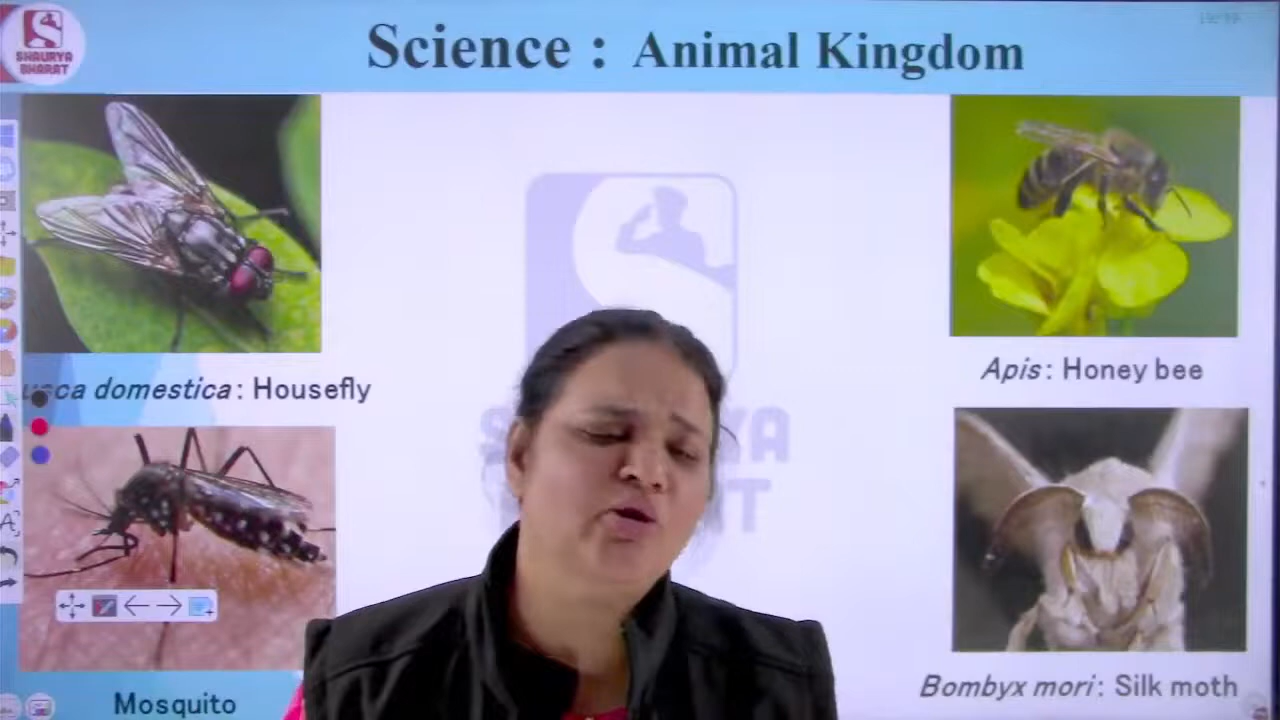 SHAURYA
BHARAT
Science : Animal Kingdom
usca domestica : Housefly
Apis : Honey bee
Mosquito
Bombyx mori : Silk moth